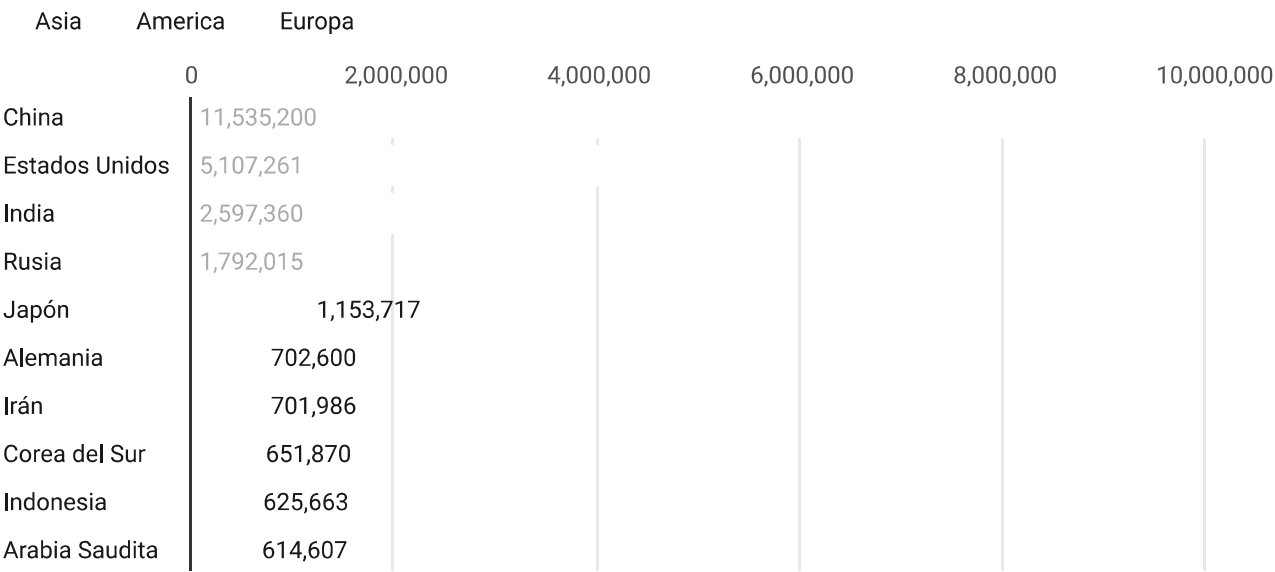 Asia America Europa
0 2,000,000 4,000,000 6,000,000 8,000,000 10,000,000
China 11,535,200
Estados Unidos 5,107,261
India 2,597,360
Rusia 1,792,015
Japón 1,153,717
Alemania 702,600
Irán 701,986
Corea del Sur 651,870
Indonesia 625,663
Arabia Saudita 614,607